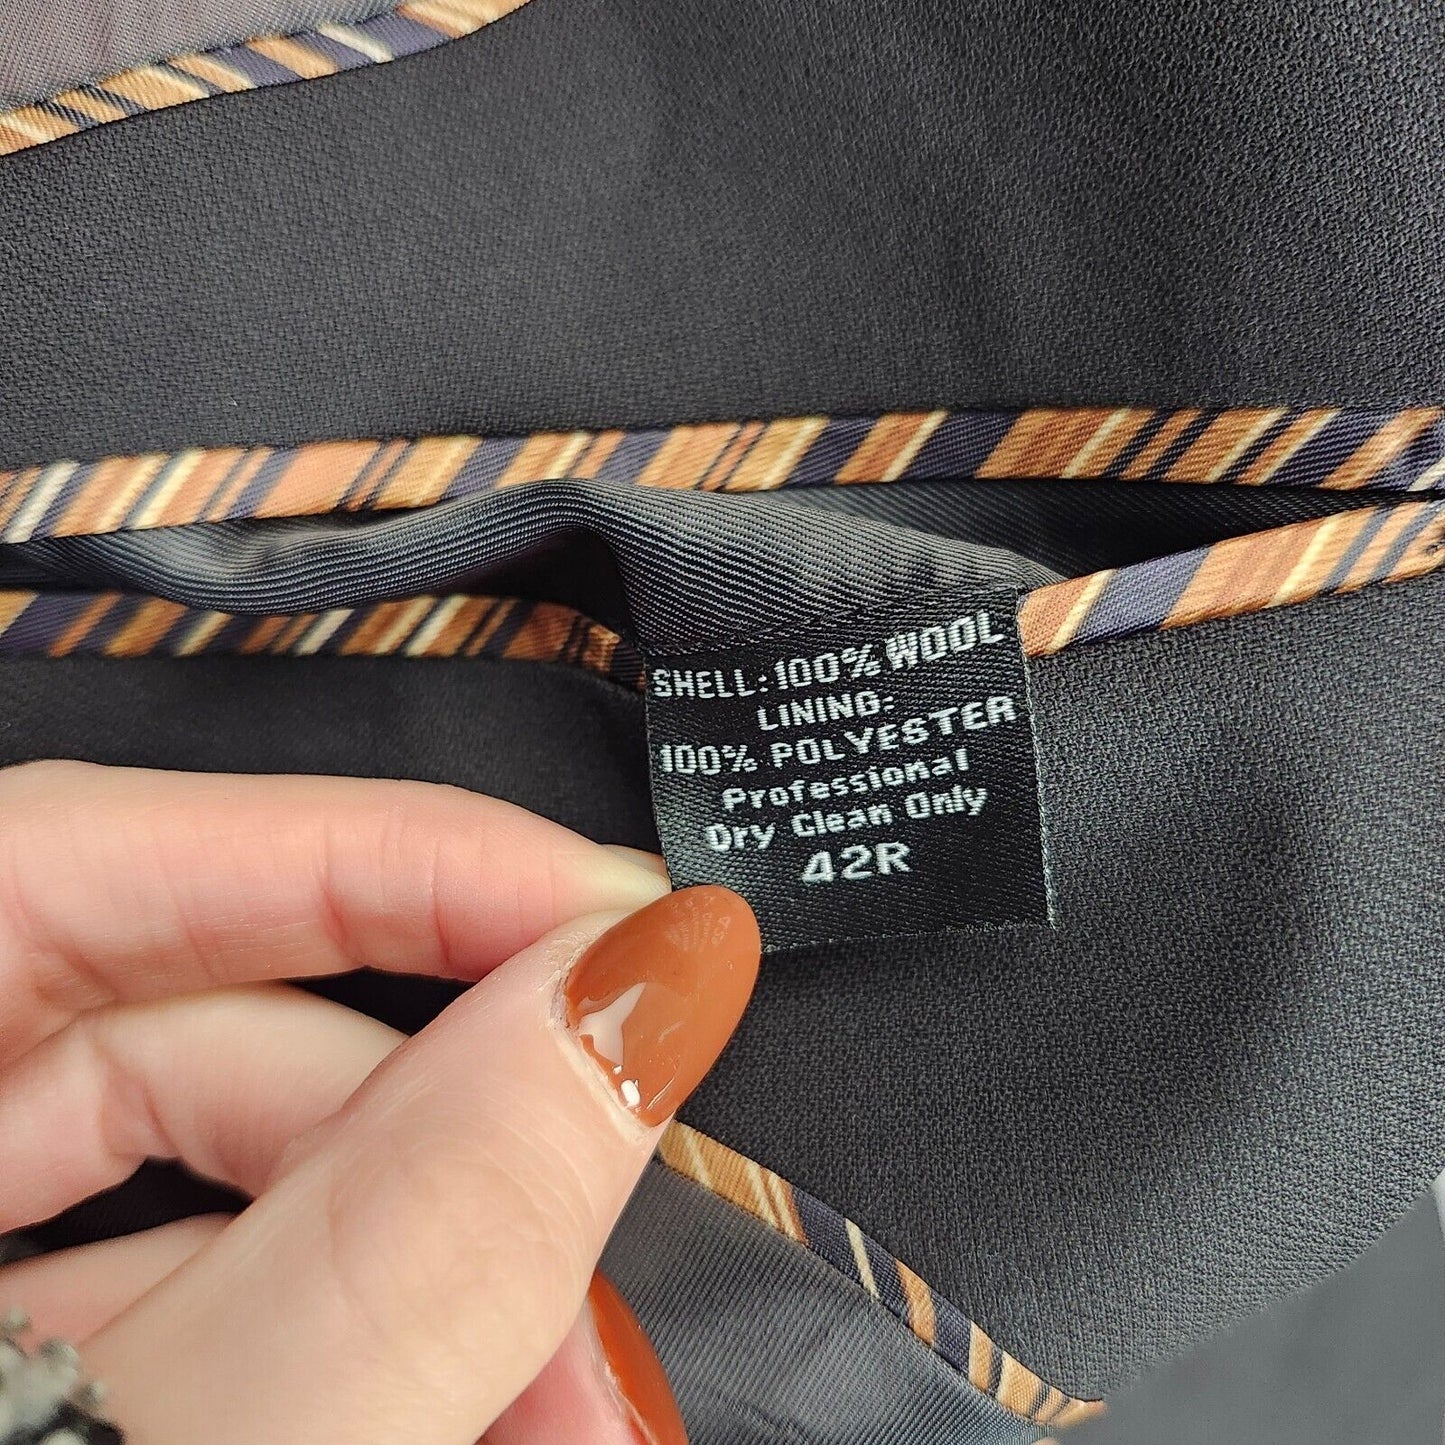 SHELL: 100% WOOL
LINING:
100% POLYESTER
Professional
Dry Clean Only
42R